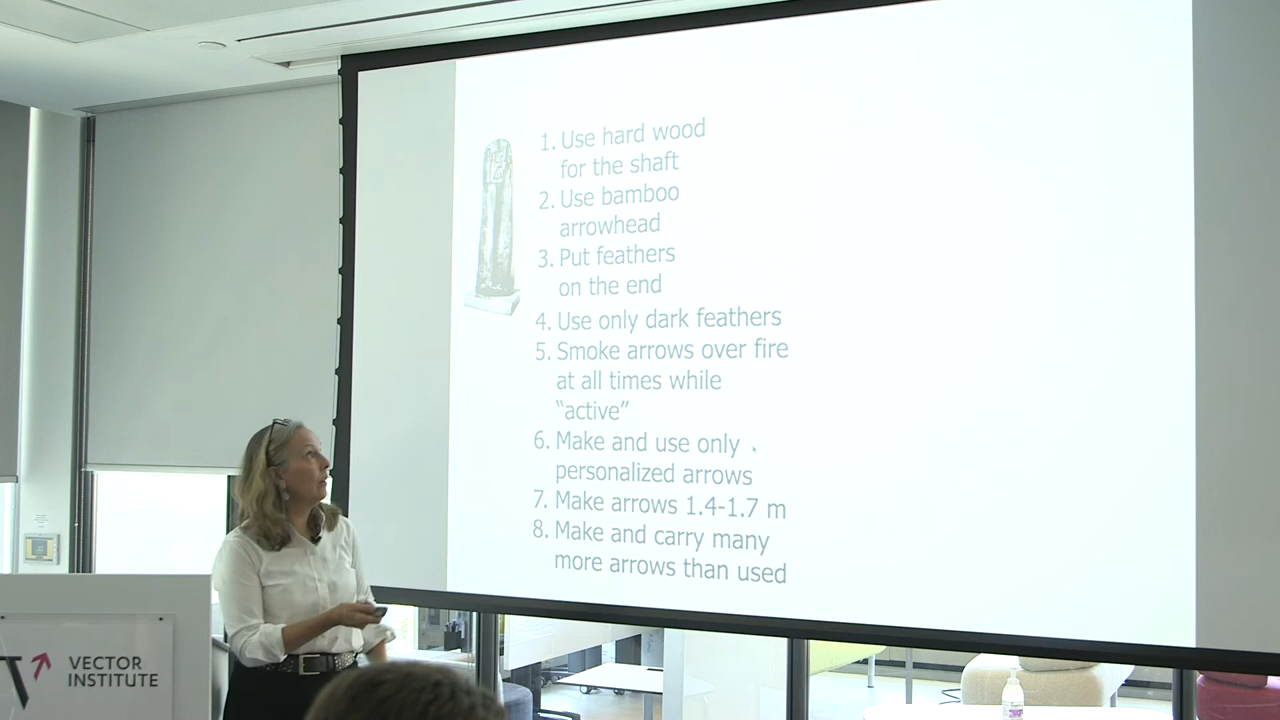 1. Use hard wood
for the shaft
2. Use bamboo
arrowhead
3. Put feathers
on the end
4. Use only dark feathers
5. Smoke arrows over fire
at all times while
“active”
6. Make and use only
personalized arrows
7. Make arrows 1.4-1.7 m
8. Make and carry many
more arrows than used
VECTOR
INSTITUTE